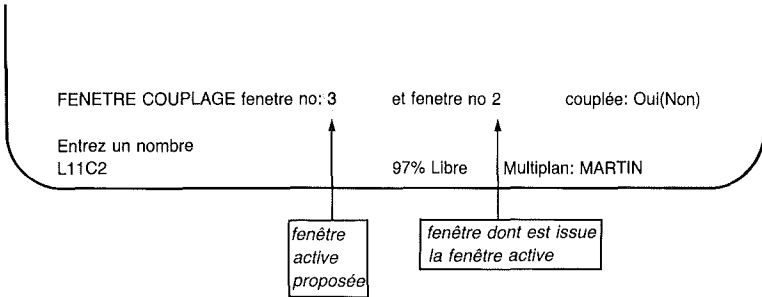 FENETRE COUPLAGE fenetre no: 3 et fenetre no 2 couplée: Oui(Non)
Entrez un nombre
L11C2 97% Libre Multiplan: MARTIN
fenêtre
active
proposée
fenêtre dont est issue
la fenêtre active